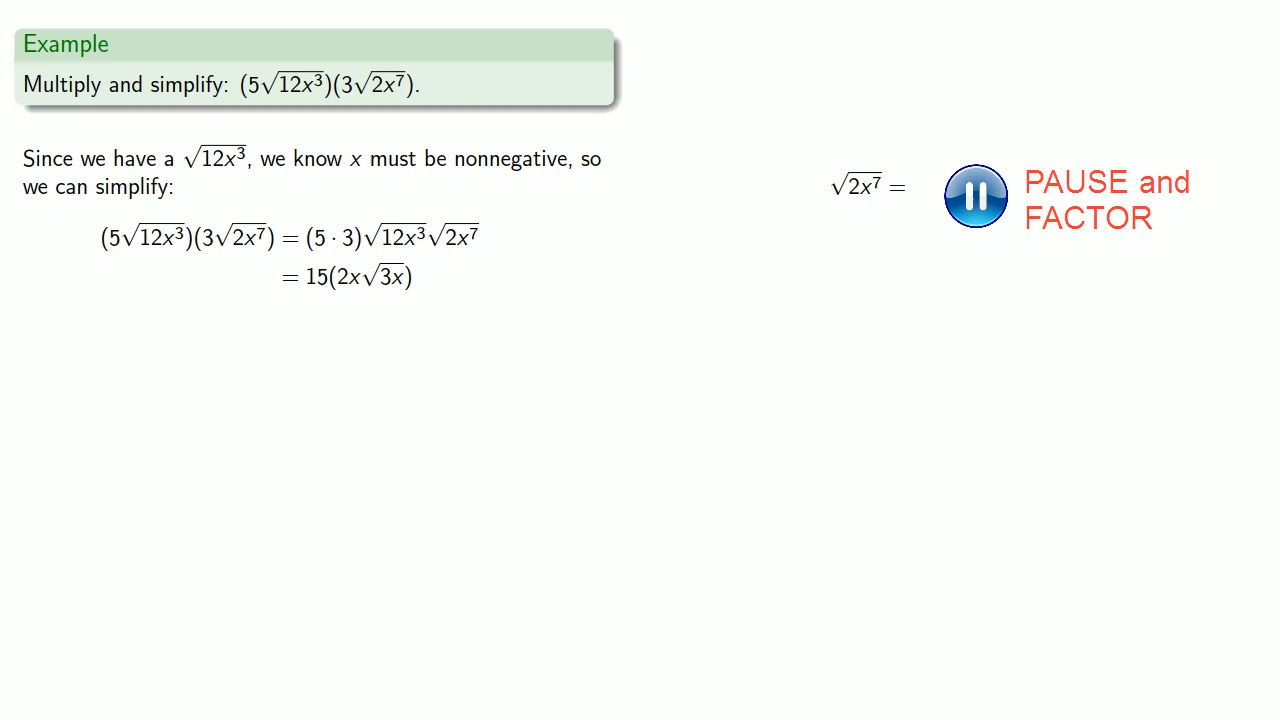 Example
Multiply and simplify: (5√12x³)(3√2x⁷).
Since we have a √12x³, we know x must be nonnegative, so
we can simplify:
(5√12x³)(3√2x⁷) = (5 · 3)√12x³√2x⁷
= 15(2x√3x)
√2x⁷ =
PAUSE and
FACTOR